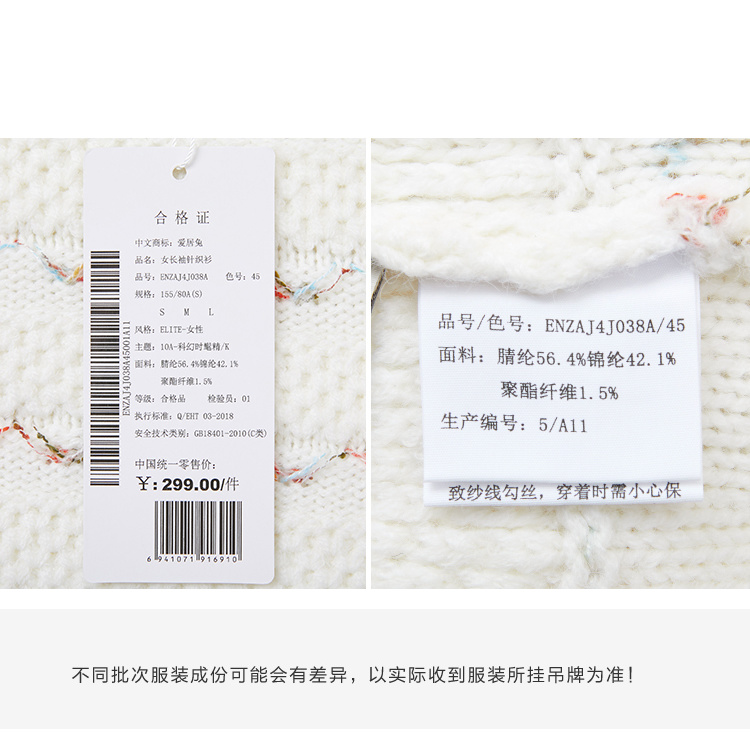 合格证
中文商标：爱居兔
品名：女长袖针织衫
品号：ENZAJ4J038A 色号：45
规格：155/80A(S)
S M L
风格：ELITE-女性
主题：10A-科幻时髦精/K
面料：腈纶56.4%锦纶42.1%
聚酯纤维1.5%
等级：合格品 检验员：01
执行标准：Q/EHT 03-2018
安全技术类别：GB18401-2010(C类)
中国统一零售价：
¥：299.00/件
6 941071 916910
ENZAJ4J038A45001A11
品号/色号：ENZAJ4J038A/45
面料：腈纶56.4%锦纶42.1%
聚酯纤维1.5%
生产编号：5/A11
致纱线勾丝，穿着时需小心保
不同批次服装成份可能会有差异，以实际收到服装所挂吊牌为准！